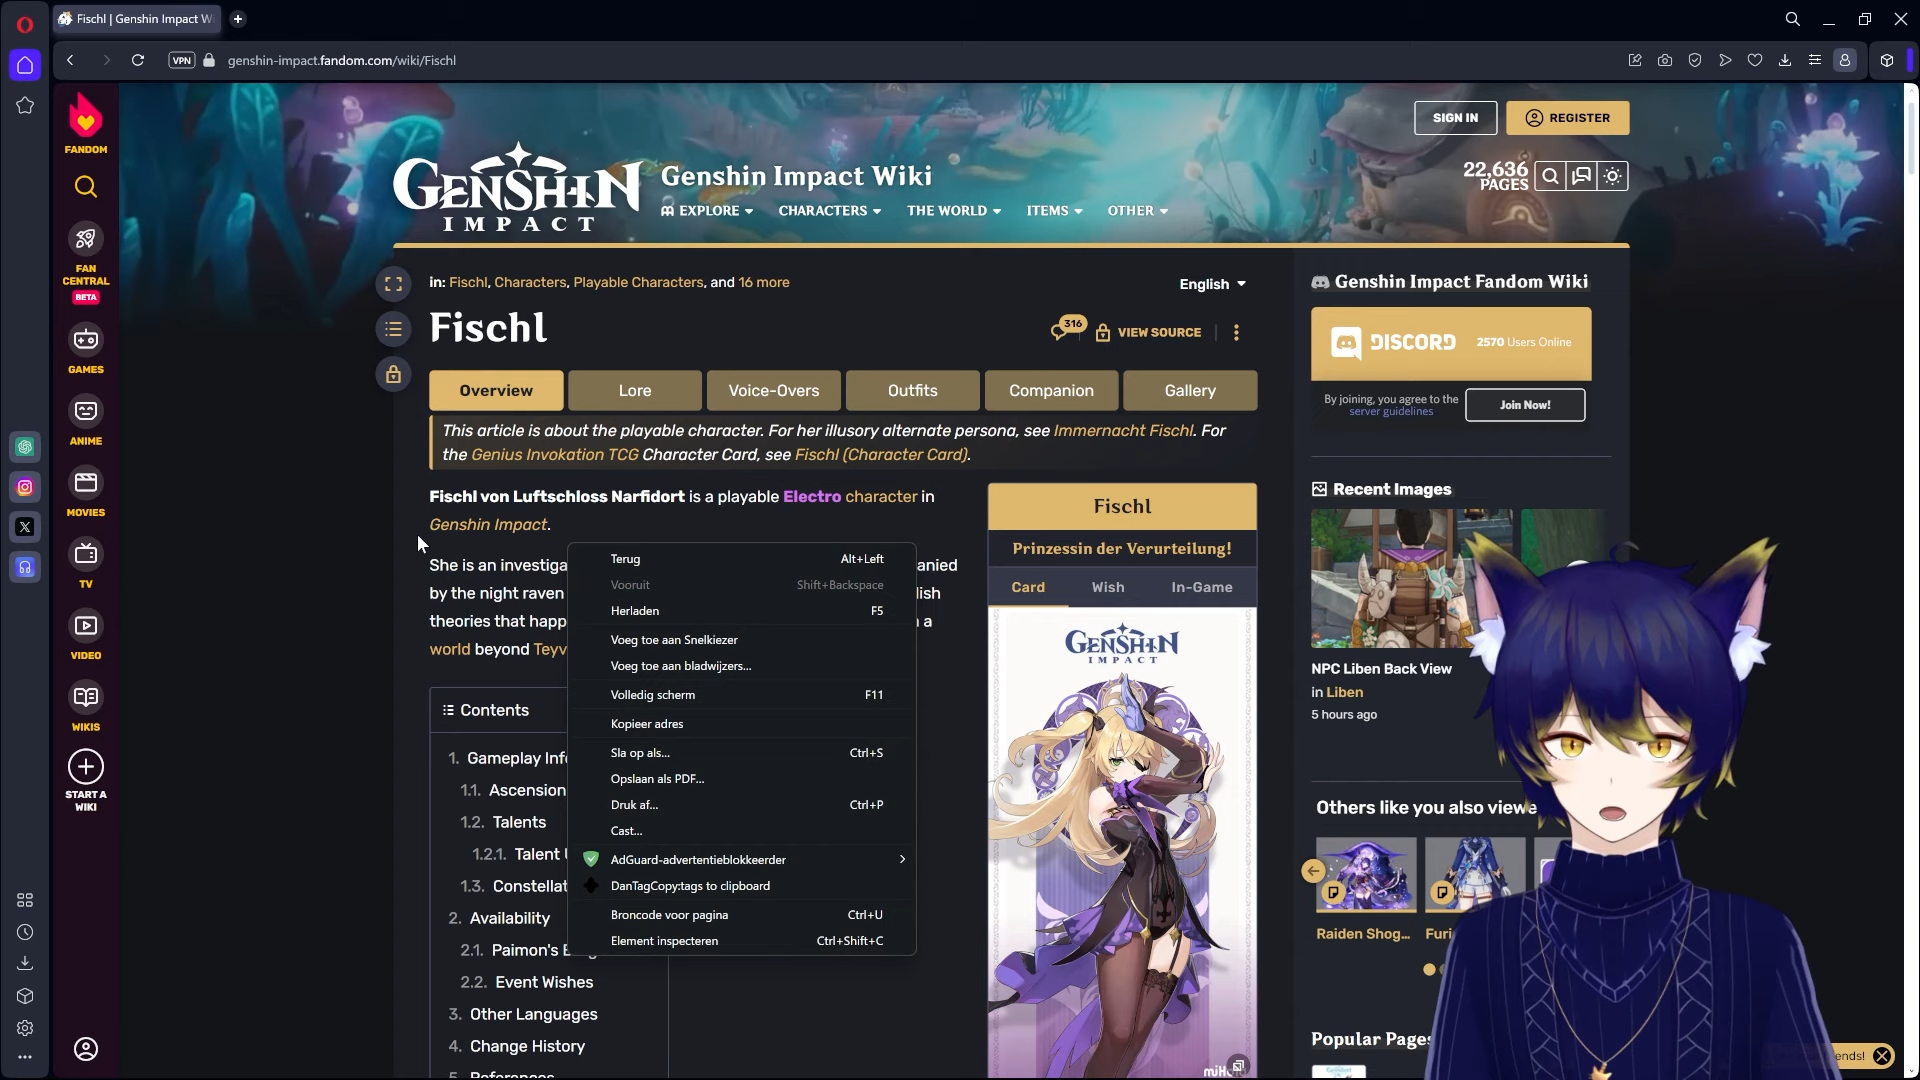 Fischl | Genshin Impact W
VPN
genshin-impact.fandom.com/wiki/Fischl
FANDOM
FAN CENTRAL
BETA
GAMES
ANIME
MOVIES
TV
VIDEO
WIKIS
START A WIKI
SIGN IN
REGISTER
GENSHIN
IMPACT
Genshin Impact Wiki
22,636
PAGES
EXPLORE
CHARACTERS
THE WORLD
ITEMS
OTHER
in: Fischl, Characters, Playable Characters, and 16 more
English
Fischl
316
VIEW SOURCE
Overview
Lore
Voice-Overs
Outfits
Companion
Gallery
This article is about the playable character. For her illusory alternate persona, see Immernacht Fischl. For
the Genius Invokation TCG Character Card, see Fischl (Character Card).
Fischl von Luftschloss Narfidort is a playable Electro character in
Genshin Impact.
She is an investiga
anied
by the night raven
lish
theories that happ
a
world beyond Teyv
Contents
1. Gameplay Inf
1.1. Ascension
1.2. Talents
1.2.1. Talent
1.3. Constellat
2. Availability
2.1. Paimon's
2.2. Event Wishes
3. Other Languages
4. Change History
5. References
Terug Alt+Left
Vooruit Shift+Backspace
Herladen F5
Voeg toe aan Snelkiezer
Voeg toe aan bladwijzers...
Volledig scherm F11
Kopieer adres
Sla op als... Ctrl+S
Opslaan als PDF...
Druk af... Ctrl+P
Cast...
AdGuard-advertentieblokkeerder
DanTagCopy:tags to clipboard
Broncode voor pagina Ctrl+U
Element inspecteren Ctrl+Shift+C
Fischl
Prinzessin der Verurteilung!
Card
Wish
In-Game
GENSHIN
IMPACT
Genshin Impact Fandom Wiki
DISCORD
2570 Users Online
By joining, you agree to the
server guidelines
Join Now!
Recent Images
NPC Liben Back View
in Liben
5 hours ago
Others like you also viewe
Raiden Shog...
Furi
Popular Pages
ends!